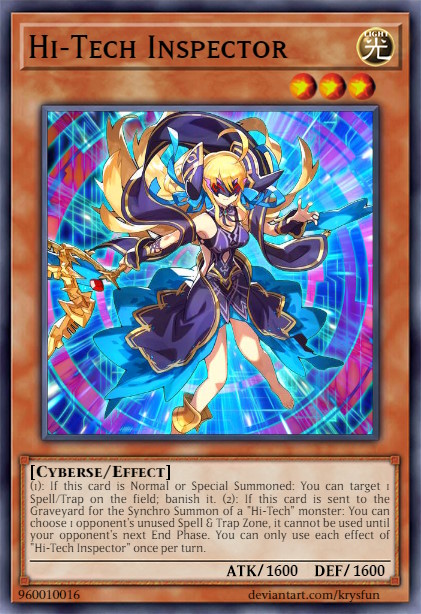 Hi-Tech Inspector
LIGHT
光
[Cyberse/Effect]
(1): If this card is Normal or Special Summoned: You can target 1
Spell/Trap on the field; banish it. (2): If this card is sent to the
Graveyard for the Synchro Summon of a "Hi-Tech" monster: You can
choose 1 opponent's unused Spell & Trap Zone, it cannot be used until
your opponent's next End Phase. You can only use each effect of
"Hi-Tech Inspector" once per turn.
ATK/1600 DEF/1600
960010016 deviantart.com/krysfun